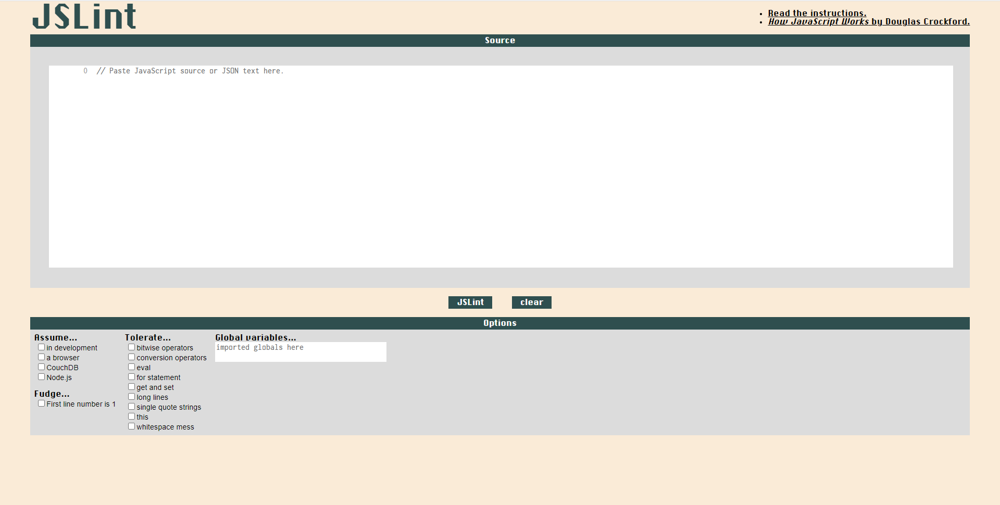 JSLint
Read the instructions.
How JavaScript Works by Douglas Crockford.
Source
0 // Paste JavaScript source or JSON text here.
JSLint clear
Options
Assume...
in development
a browser
CouchDB
Node.js
Fudge...
First line number is 1
Tolerate...
bitwise operators
conversion operators
eval
for statement
get and set
long lines
single quote strings
this
whitespace mess
Global variables...
imported globals here